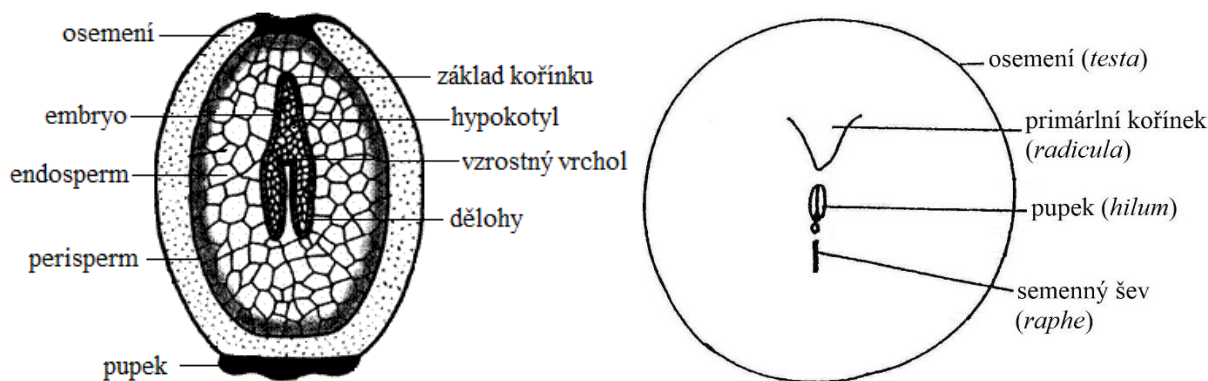 osemení
embryo
endosperm
perisperm
pupek
základ kořínku
hypokotyl
vzrostný vrchol
dělohy
osemení (testa)
primárlní kořínek
(radicula)
pupek (hilum)
semenný šev
(raphe)